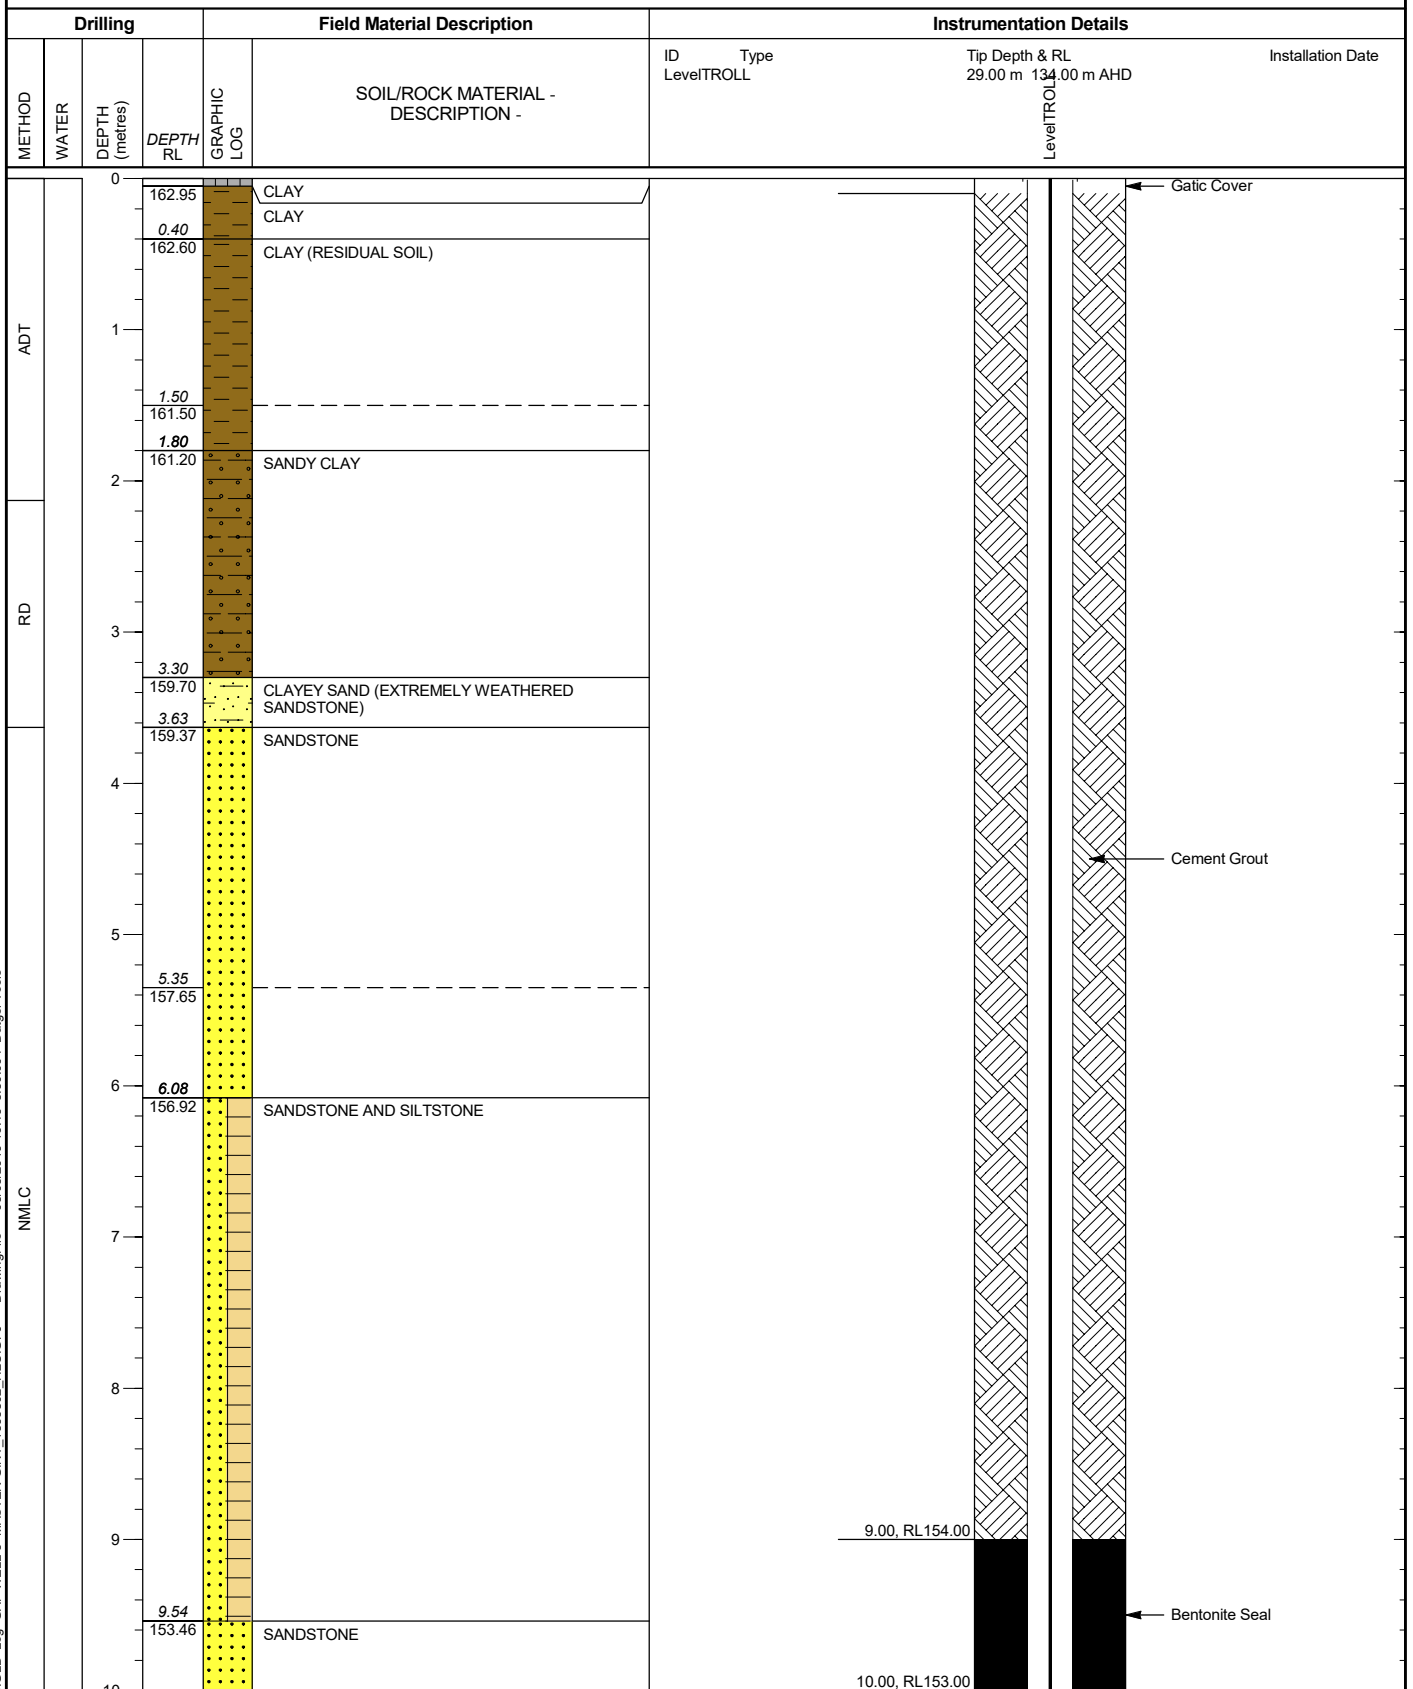 Drilling
Field Material Description
Instrumentation Details
METHOD
WATER
DEPTH
(metres)
DEPTH
RL
GRAPHIC
LOG
SOIL/ROCK MATERIAL -
DESCRIPTION -
ID Type Tip Depth & RL Installation Date
LevelTROLL 29.00 m 134.00 m AHD
LevelTROLL
0
162.95 CLAY
Gatic Cover
CLAY
0.40
162.60 CLAY (RESIDUAL SOIL)
ADT
1
1.50
161.50
1.80
161.20 SANDY CLAY
2
RD
3
3.30
159.70 CLAYEY SAND (EXTREMELY WEATHERED
SANDSTONE)
3.63
159.37 SANDSTONE
4
Cement Grout
5
5.35
157.65
6
6.08
156.92 SANDSTONE AND SILTSTONE
NMLC
7
8
9
9.00, RL154.00
9.54
153.46 SANDSTONE
Bentonite Seal
10
10.00, RL153.00